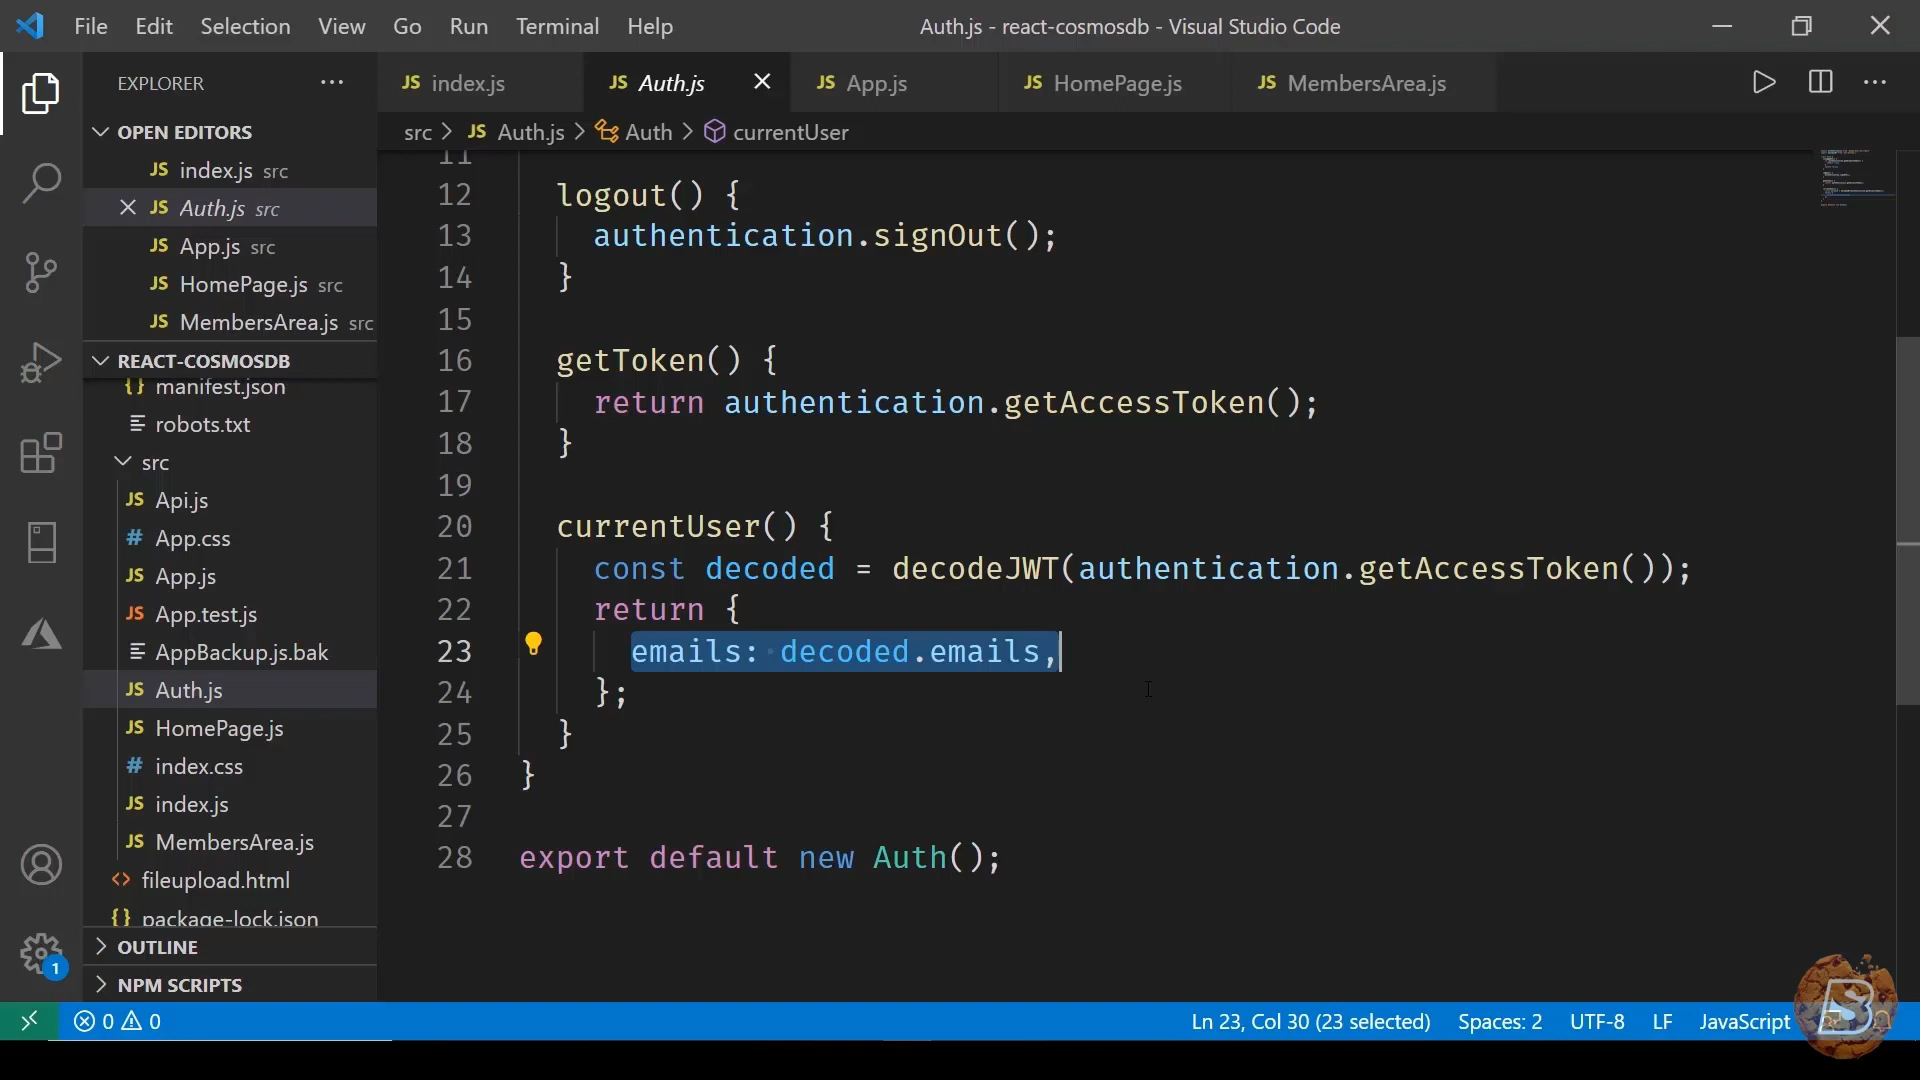 File Edit Selection View Go Run Terminal Help Auth.js - react-cosmosdb - Visual Studio Code
EXPLORER
JS index.js JS Auth.js JS App.js JS HomePage.js JS MembersArea.js
OPEN EDITORS
src > JS Auth.js > Auth > currentUser
JS index.js src
JS Auth.js src
JS App.js src
JS HomePage.js src
JS MembersArea.js src
REACT-COSMOSDB
{} manifest.json
robots.txt
src
JS Api.js
# App.css
JS App.js
JS App.test.js
AppBackup.js.bak
JS Auth.js
JS HomePage.js
# index.css
JS index.js
JS MembersArea.js
<> fileupload.html
{} package-lock.json
OUTLINE
NPM SCRIPTS
11
12 logout() {
13 authentication.signOut();
14 }
15
16 getToken() {
17 return authentication.getAccessToken();
18 }
19
20 currentUser() {
21 const decoded = decodeJWT(authentication.getAccessToken());
22 return {
23 emails: decoded.emails,
24 };
25 }
26 }
27
28 export default new Auth();
1
0 0 Ln 23, Col 30 (23 selected) Spaces: 2 UTF-8 LF JavaScript
B